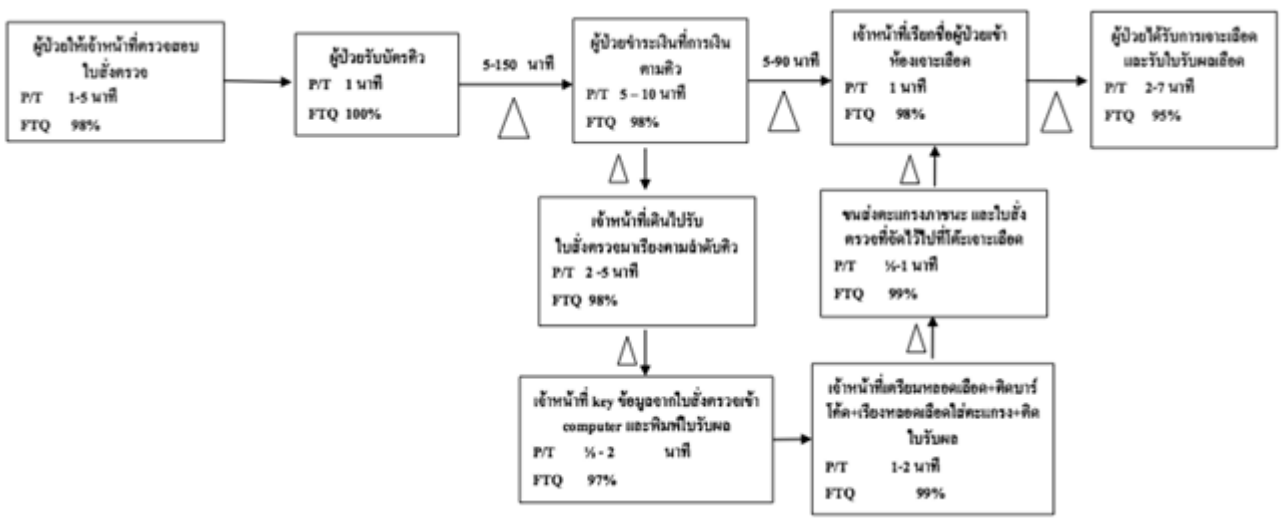 ผู้ป่วยให้เจ้าหน้าที่ตรวจสอบ
ใบสั่งตรวจ
P/T 1-5 นาที
FTQ 98%
ผู้ป่วยรับบัตรคิว
P/T 1 นาที
FTQ 100%
5-150 นาที
ผู้ป่วยชำระเงินที่การเงิน
ตามคิว
P/T 5 – 10 นาที
FTQ 98%
5-90 นาที
เจ้าหน้าที่เรียกชื่อผู้ป่วยเข้า
ห้องเจาะเลือด
P/T 1 นาที
FTQ 98%
ผู้ป่วยได้รับการเจาะเลือด
และรับใบรับผลเลือด
P/T 2-7 นาที
FTQ 95%
เจ้าหน้าที่เดินไปรับ
ใบสั่งตรวจมาเรียงตามลำดับคิว
P/T 2 -5 นาที
FTQ 98%
ขนส่งตะแกรงภาชนะ และใบสั่ง
ตรวจที่จัดไว้ไปที่โต๊ะเจาะเลือด
P/T ½-1 นาที
FTQ 99%
เจ้าหน้าที่ key ข้อมูลจากใบสั่งตรวจเข้า
computer และพิมพ์ใบรับผล
P/T ½ - 2 นาที
FTQ 97%
เจ้าหน้าที่เตรียมหลอดเลือด+ติดบาร์
โค้ด+เรียงหลอดเลือดใส่ตะแกรง+ติด
ใบรับผล
P/T 1-2 นาที
FTQ 99%